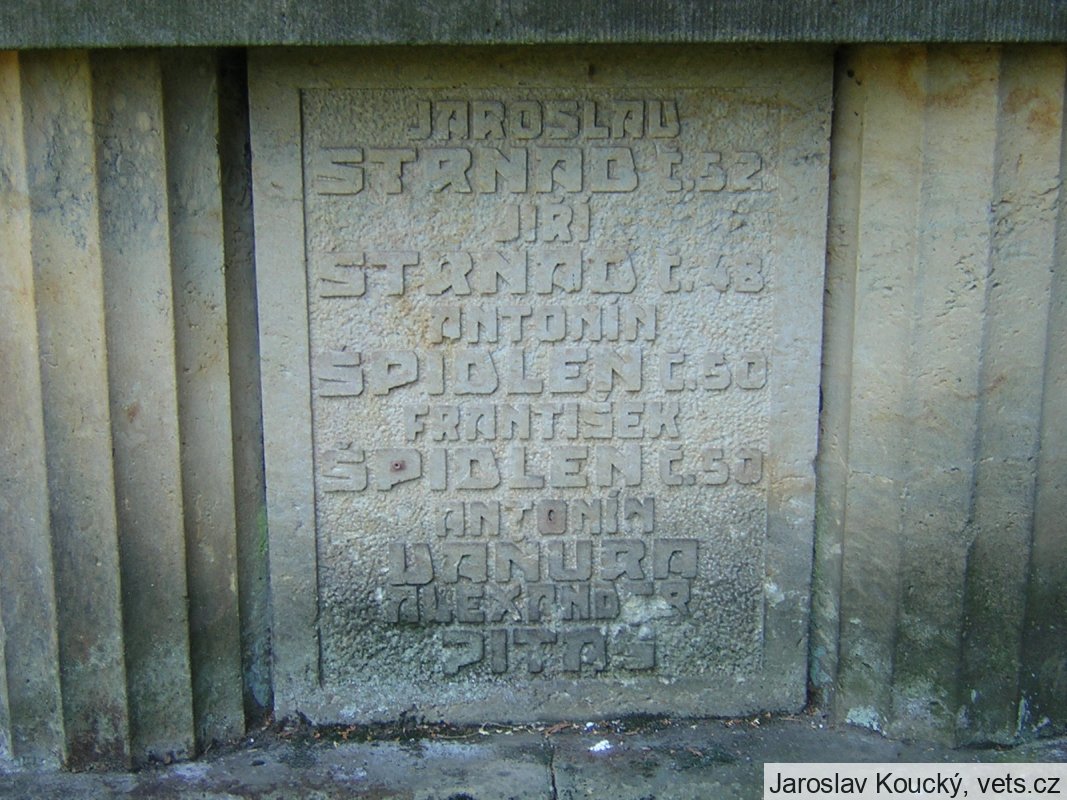 JAROSLAV
STRNAD Č.52
JIŘÍ
STRNAD Č.48
ANTONÍN
ŠPIDLEN Č.50
FRANTIŠEK
ŠPIDLEN Č.50
ANTONÍN
VANURA
ALEXANDER
PITAS
Jaroslav Koucký, vets.cz